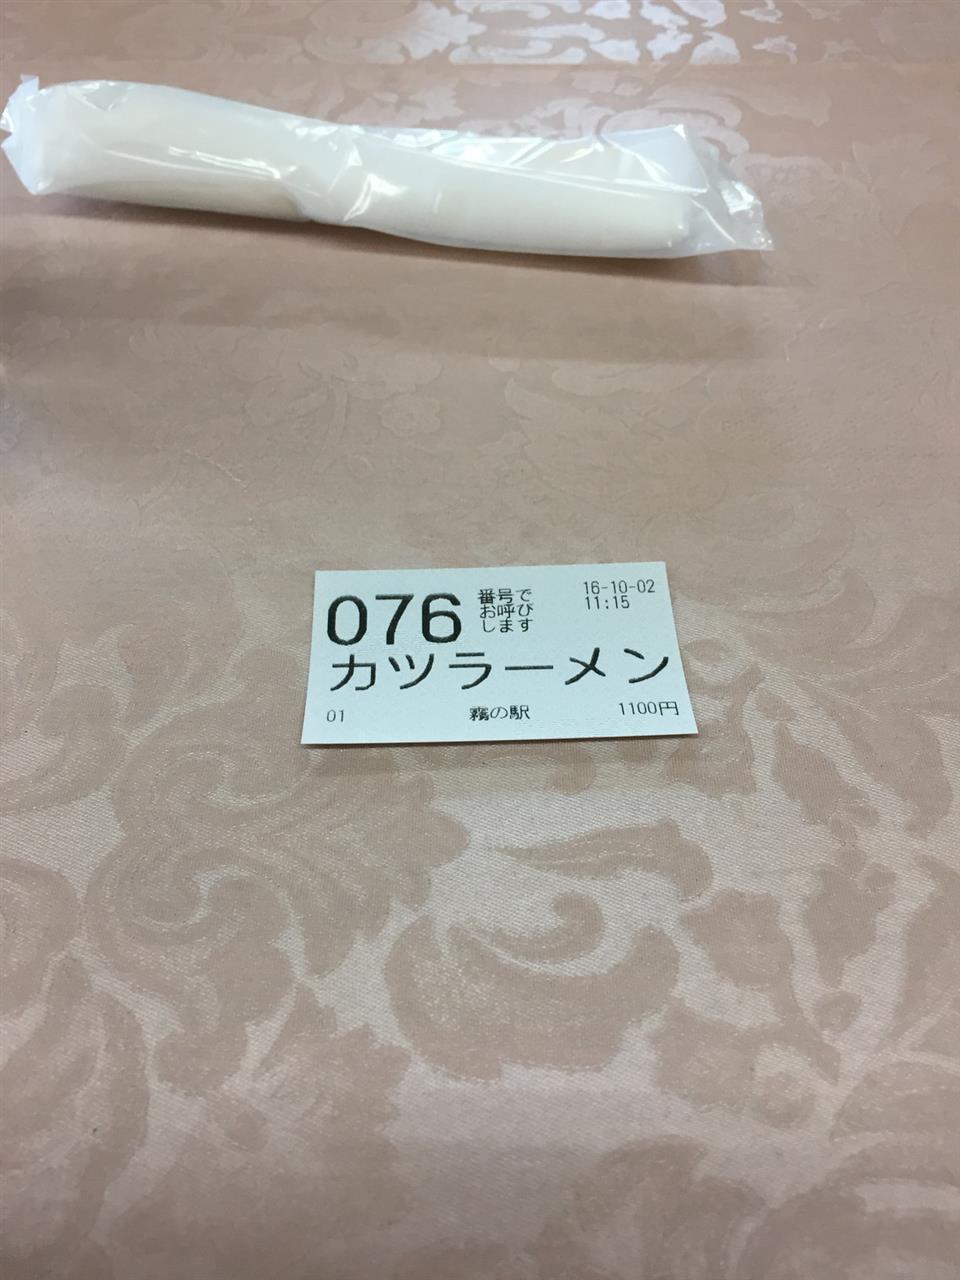 076
番号で
お呼び
します
16-10-02
11:15
カツラーメン
01 霧の駅 1100円